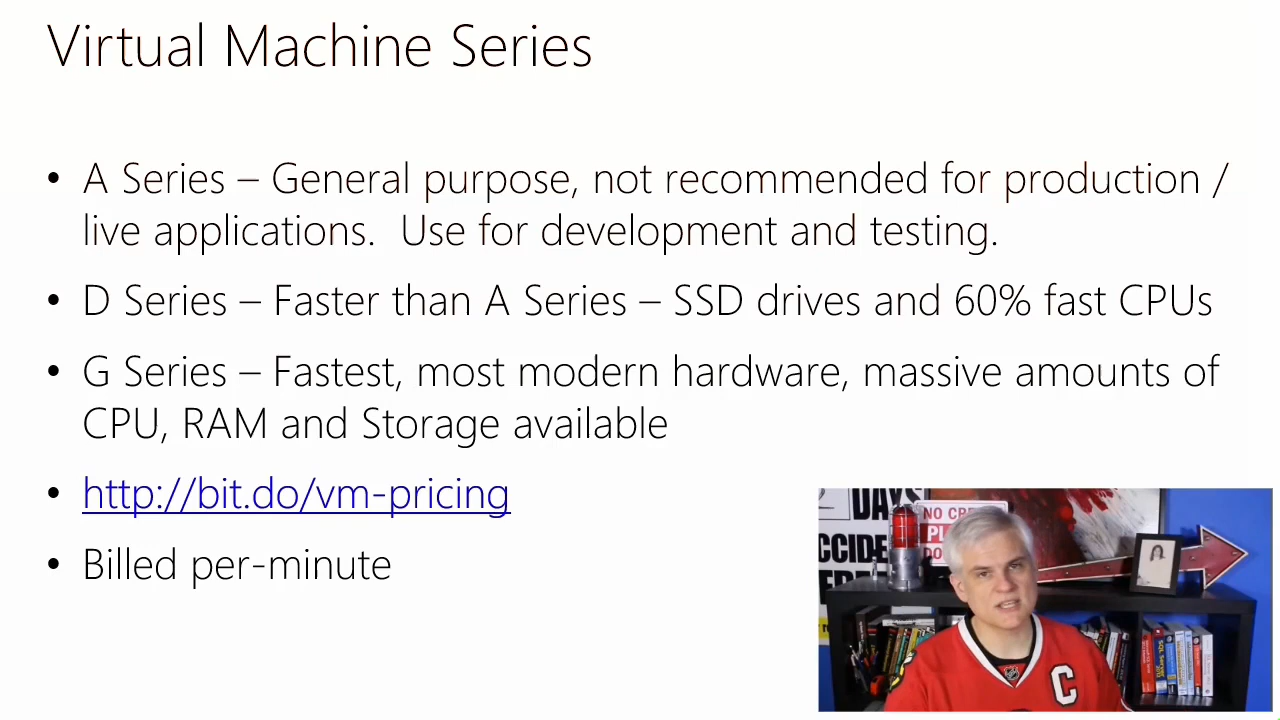 Virtual Machine Series
• A Series – General purpose, not recommended for production /
live applications.  Use for development and testing.
• D Series – Faster than A Series – SSD drives and 60% fast CPUs
• G Series – Fastest, most modern hardware, massive amounts of
CPU, RAM and Storage available
• http://bit.do/vm-pricing
• Billed per-minute
DAYS
NO
C